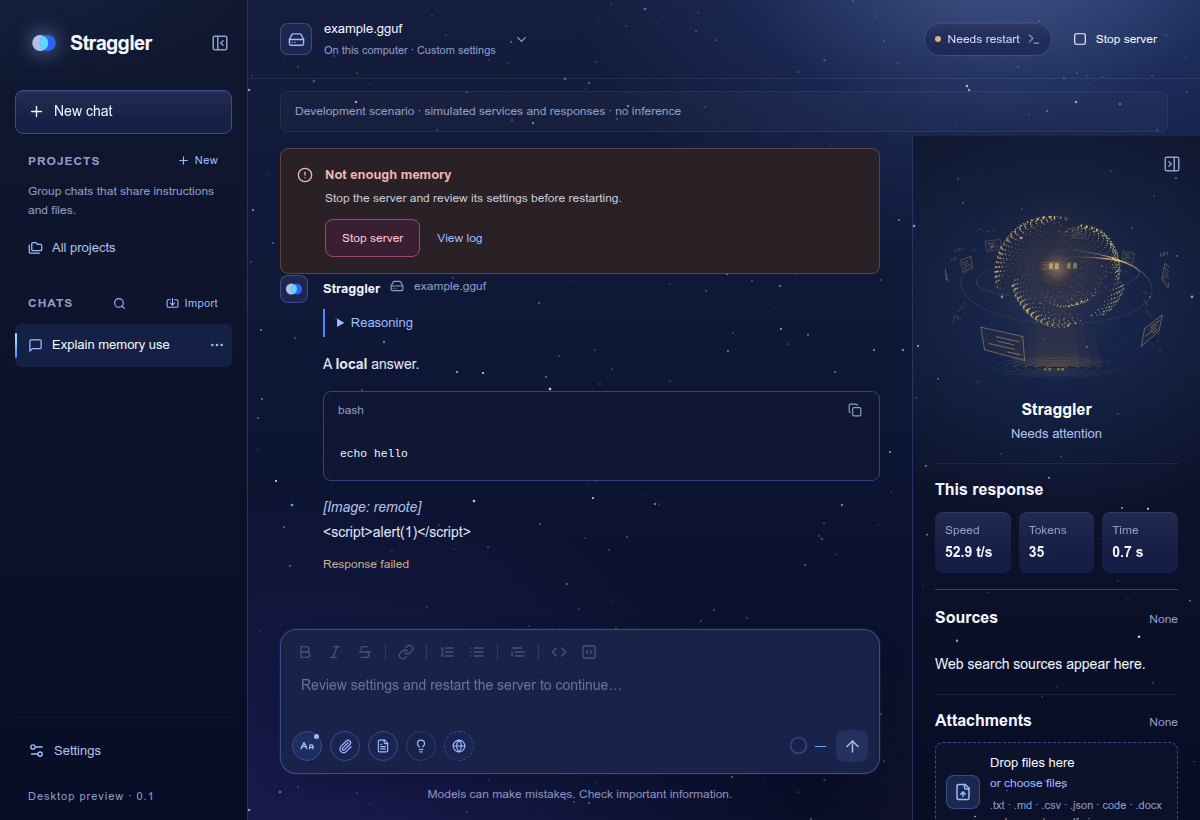 Straggler
New chat
PROJECTS
New
Group chats that share instructions
and files.
All projects
CHATS
Import
Explain memory use
Settings
Desktop preview · 0.1
example.gguf
On this computer · Custom settings
Needs restart
Stop server
Development scenario · simulated services and responses · no inference
Not enough memory
Stop the server and review its settings before restarting.
Stop server
View log
Straggler
example.gguf
Reasoning
A local answer.
bash
echo hello
[Image: remote]
<script>alert(1)</script>
Response failed
Review settings and restart the server to continue…
Models can make mistakes. Check important information.
Straggler
Needs attention
This response
Speed
52.9 t/s
Tokens
35
Time
0.7 s
Sources
None
Web search sources appear here.
Attachments
None
Drop files here
or choose files
.txt · .md · .csv · .json · code · .docx